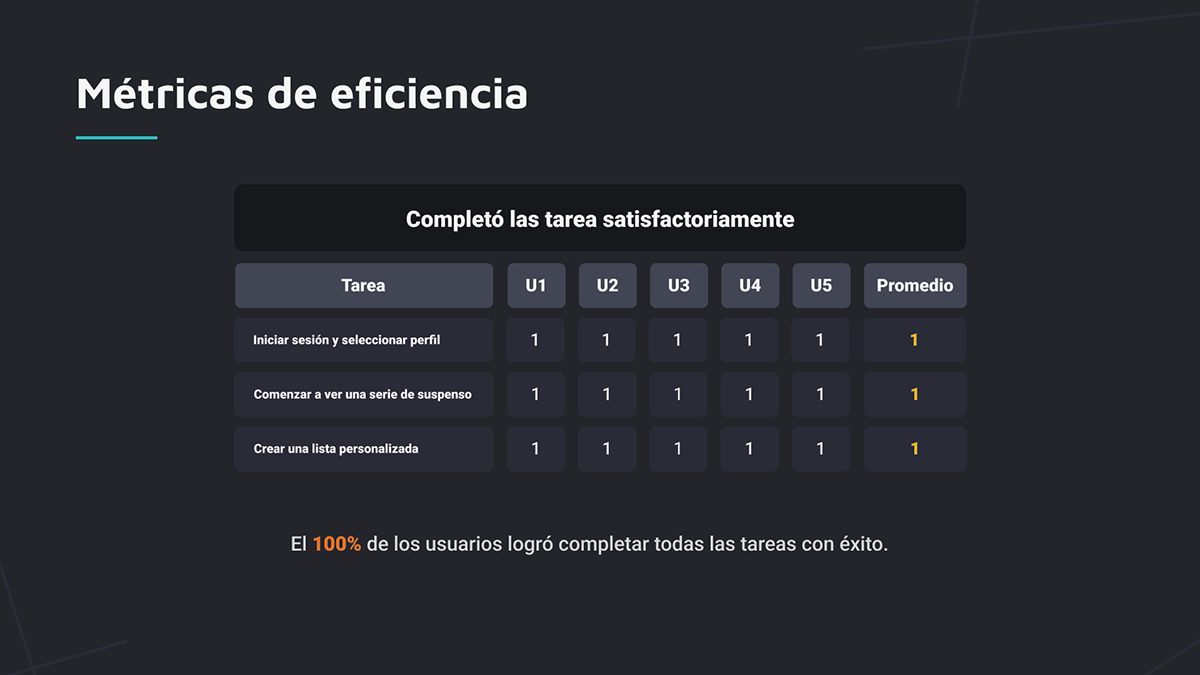 Métricas de eficiencia
Completó las tarea satisfactoriamente
Tarea U1 U2 U3 U4 U5 Promedio
Iniciar sesión y seleccionar perfil 1 1 1 1 1 1
Comenzar a ver una serie de suspenso 1 1 1 1 1 1
Crear una lista personalizada 1 1 1 1 1 1
El 100% de los usuarios logró completar todas las tareas con éxito.